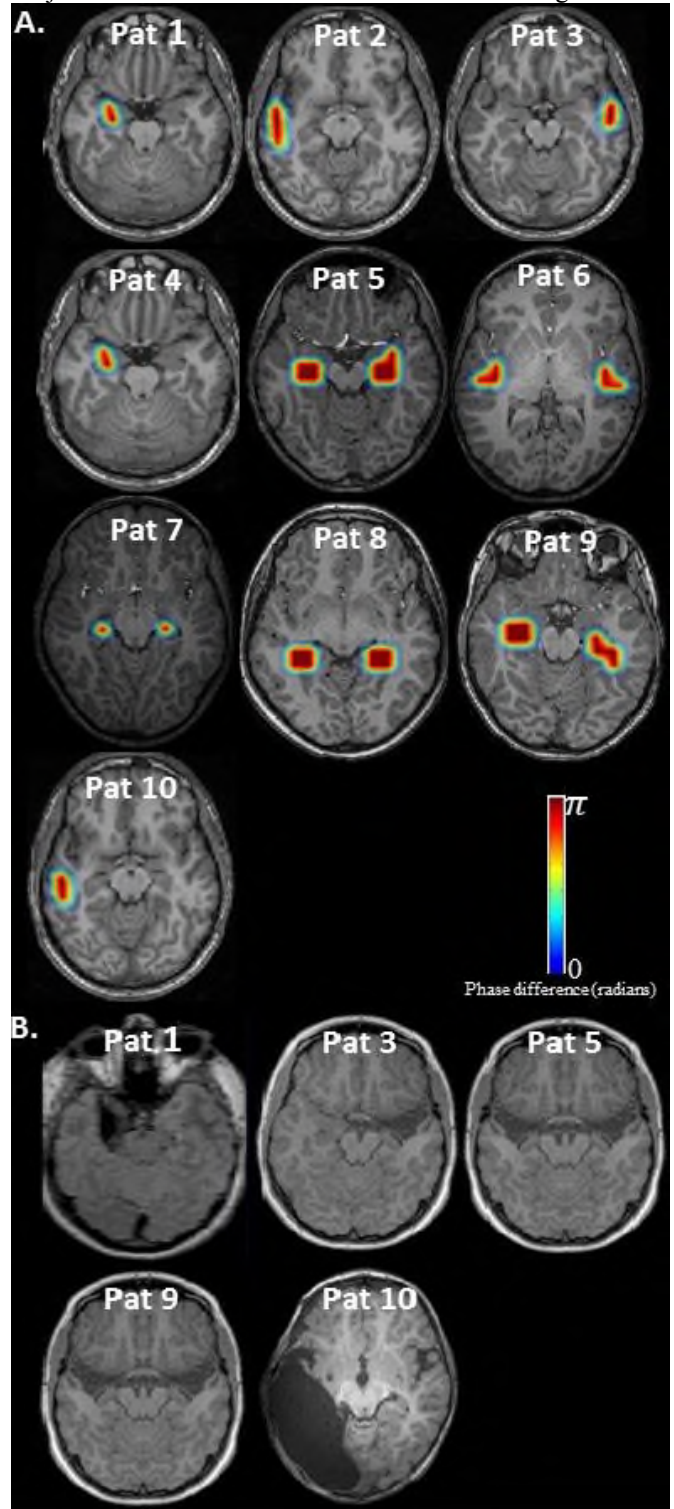 A.
Pat 1
Pat 2
Pat 3
Pat 4
Pat 5
Pat 6
Pat 7
Pat 8
Pat 9
Pat 10
π
0
Phase difference (radians)
B.
Pat 1
Pat 3
Pat 5
Pat 9
Pat 10